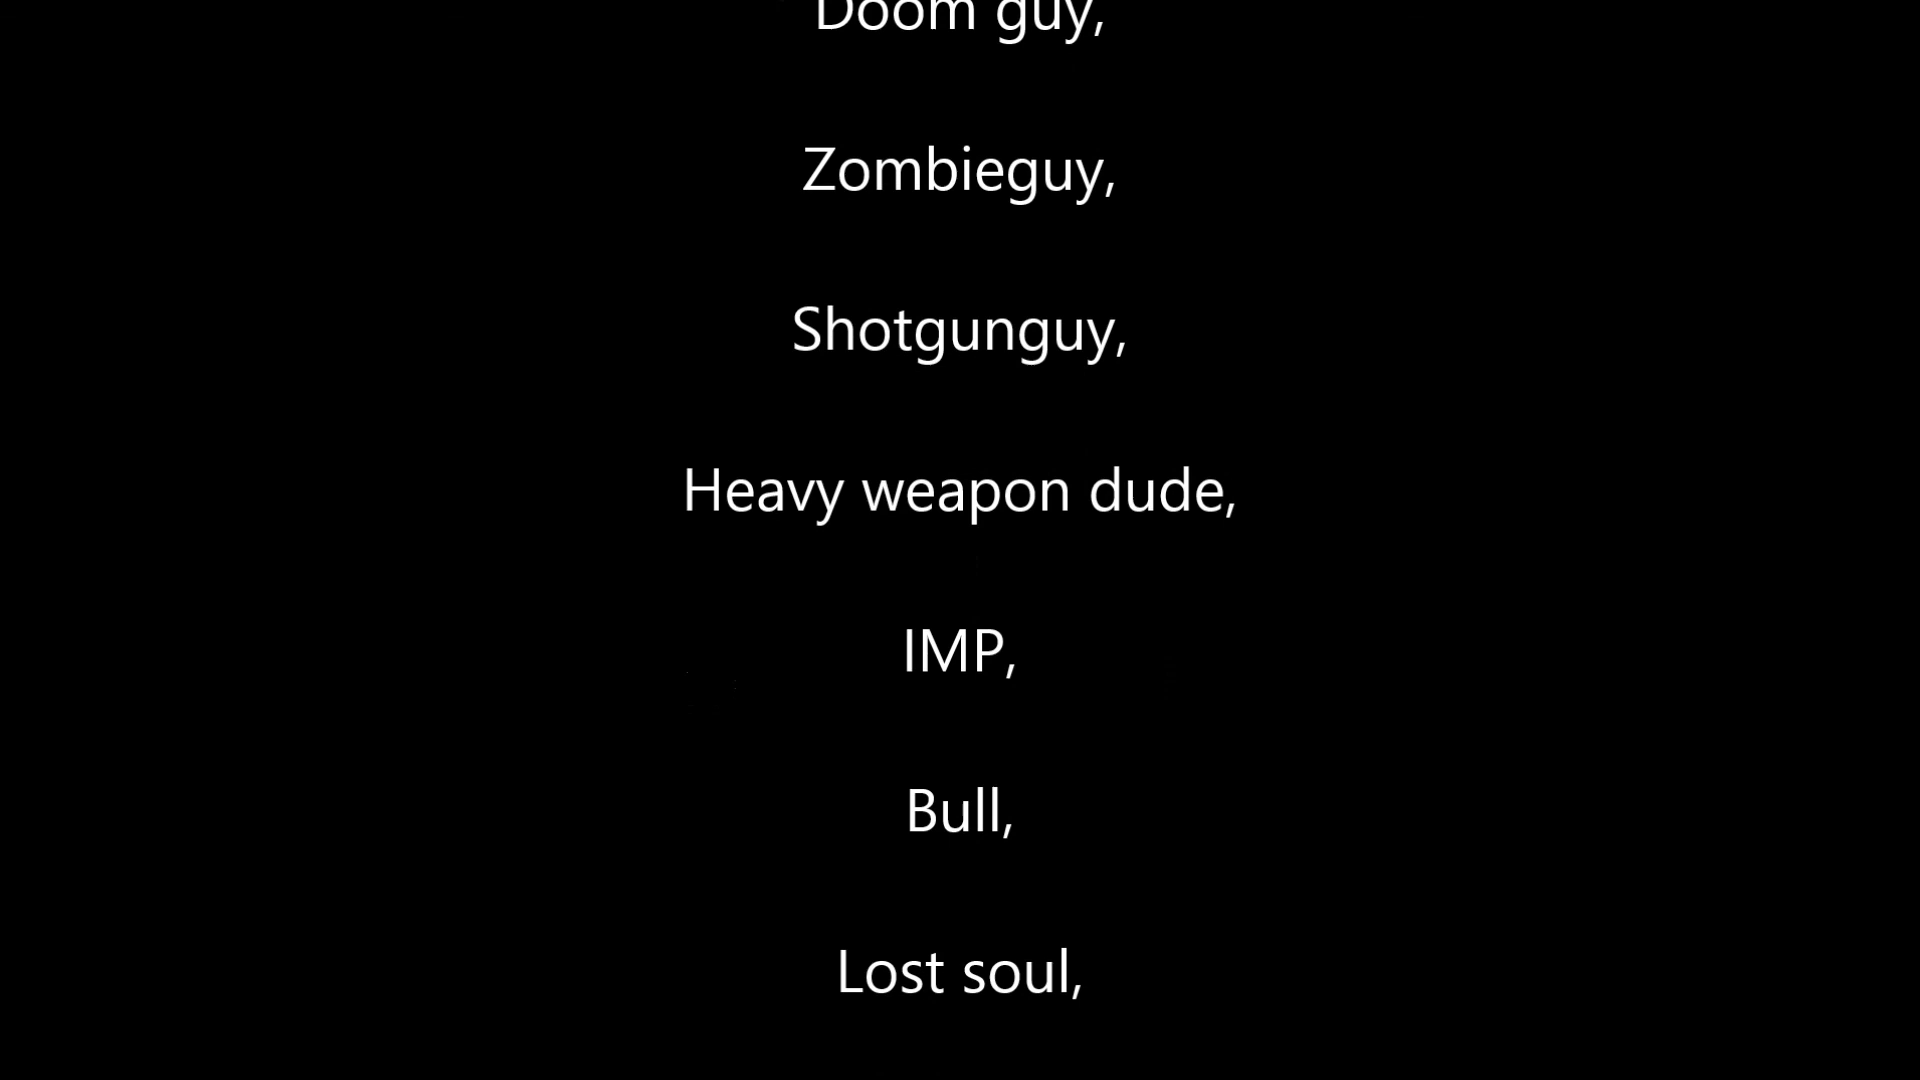 Doom guy,
Zombieguy,
Shotgunguy,
Heavy weapon dude,
IMP,
Bull,
Lost soul,